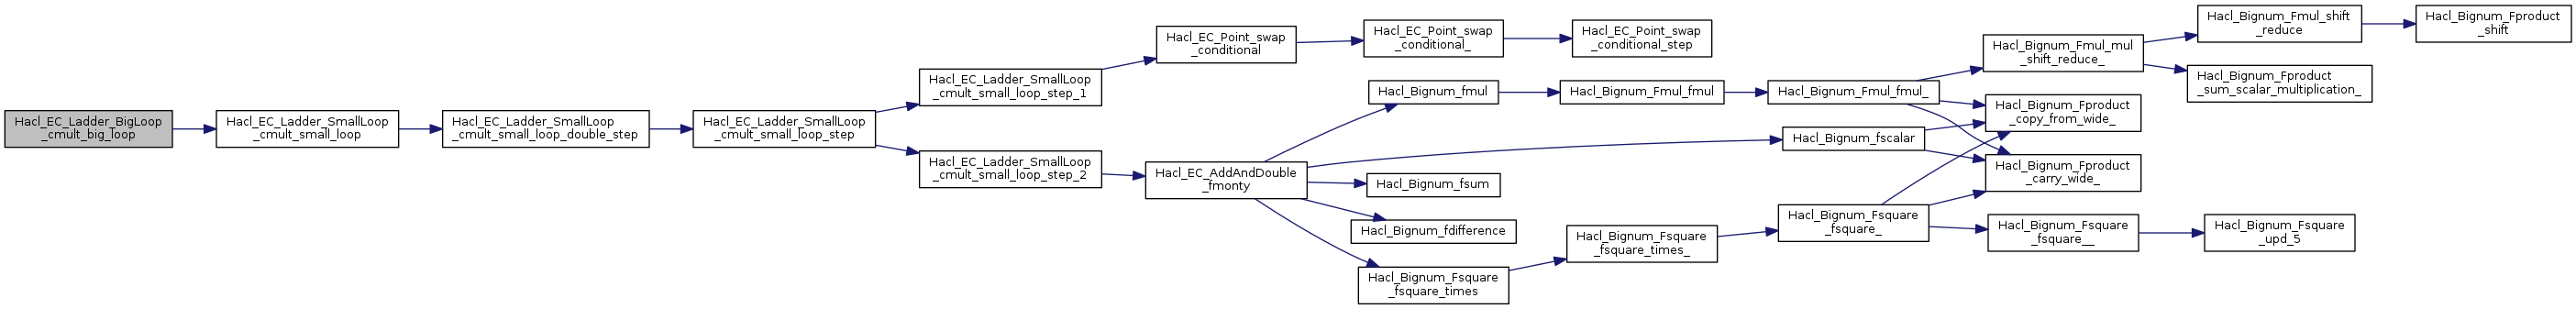 Hacl_EC_Ladder_BigLoop
_cmult_big_loop
Hacl_EC_Ladder_SmallLoop
_cmult_small_loop
Hacl_EC_Ladder_SmallLoop
_cmult_small_loop_double_step
Hacl_EC_Ladder_SmallLoop
_cmult_small_loop_step
Hacl_EC_Ladder_SmallLoop
_cmult_small_loop_step_1
Hacl_EC_Point_swap
_conditional
Hacl_EC_Point_swap
_conditional_
Hacl_EC_Point_swap
_conditional_step
Hacl_EC_Ladder_SmallLoop
_cmult_small_loop_step_2
Hacl_EC_AddAndDouble
_fmonty
Hacl_Bignum_fmul
Hacl_Bignum_Fmul_fmul
Hacl_Bignum_Fmul_fmul_
Hacl_Bignum_Fmul_mul
_shift_reduce_
Hacl_Bignum_Fmul_shift
_reduce
Hacl_Bignum_Fproduct
_shift
Hacl_Bignum_Fproduct
_sum_scalar_multiplication_
Hacl_Bignum_Fproduct
_copy_from_wide_
Hacl_Bignum_fscalar
Hacl_Bignum_Fproduct
_carry_wide_
Hacl_Bignum_fsum
Hacl_Bignum_fdifference
Hacl_Bignum_Fsquare
_fsquare_times
Hacl_Bignum_Fsquare
_fsquare_times_
Hacl_Bignum_Fsquare
_fsquare_
Hacl_Bignum_Fsquare
_fsquare__
Hacl_Bignum_Fsquare
_upd_5